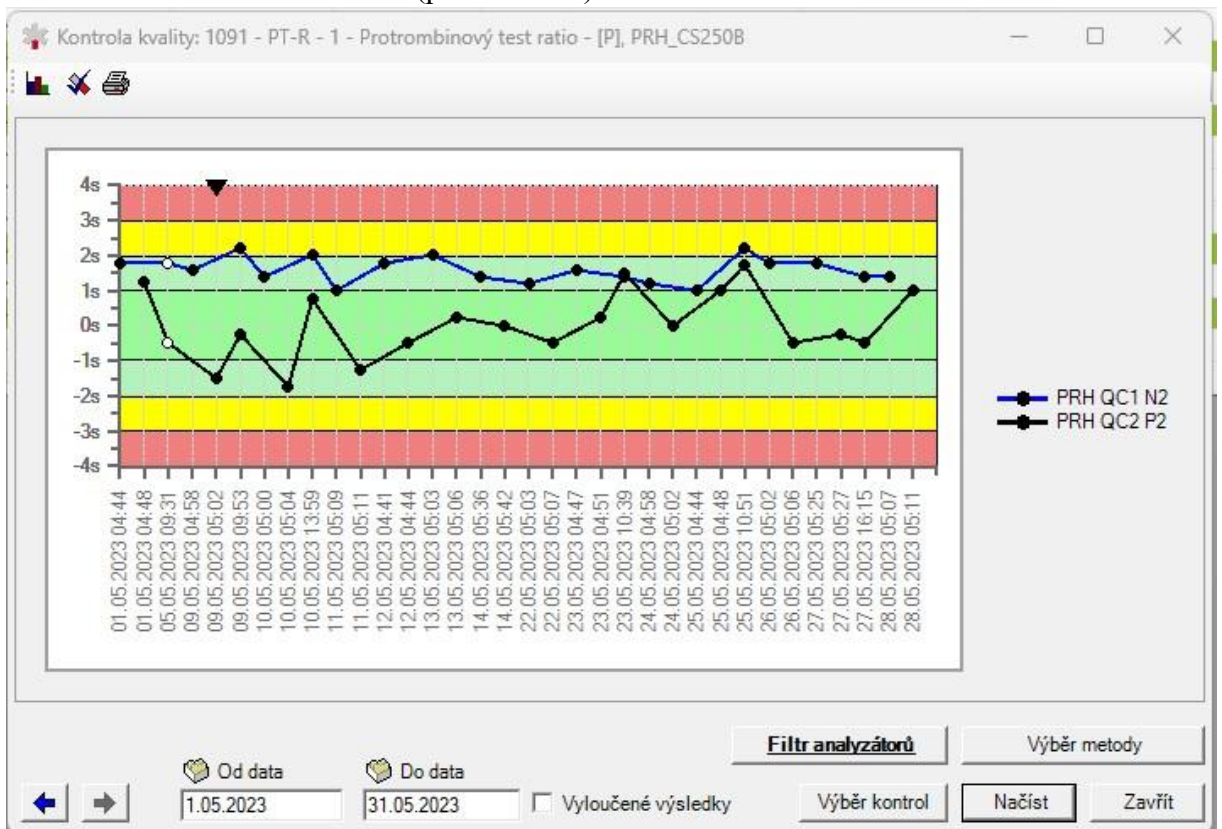 Kontrola kvality: 1091 - PT-R - 1 - Protrombinový test ratio - [P], PRH_CS250B
4s
3s
2s
1s
0s
-1s
-2s
-3s
-4s
01.05.2023 04:44
01.05.2023 04:48
05.05.2023 09:31
09.05.2023 04:58
09.05.2023 05:02
09.05.2023 09:53
10.05.2023 05:00
10.05.2023 05:04
10.05.2023 13:59
11.05.2023 05:09
11.05.2023 05:11
12.05.2023 04:41
12.05.2023 04:44
13.05.2023 05:03
13.05.2023 05:06
14.05.2023 05:36
14.05.2023 05:42
22.05.2023 05:03
22.05.2023 05:07
23.05.2023 04:47
23.05.2023 04:51
23.05.2023 10:39
24.05.2023 04:58
24.05.2023 05:02
25.05.2023 04:44
25.05.2023 04:48
25.05.2023 10:51
26.05.2023 05:02
26.05.2023 05:06
27.05.2023 05:25
27.05.2023 05:27
27.05.2023 16:15
28.05.2023 05:07
28.05.2023 05:11
PRH QC1 N2
PRH QC2 P2
Filtr analyzátorů
Výběr metody
Od data
Do data
1.05.2023
31.05.2023
Vyloučené výsledky
Výběr kontrol
Načíst
Zavřít